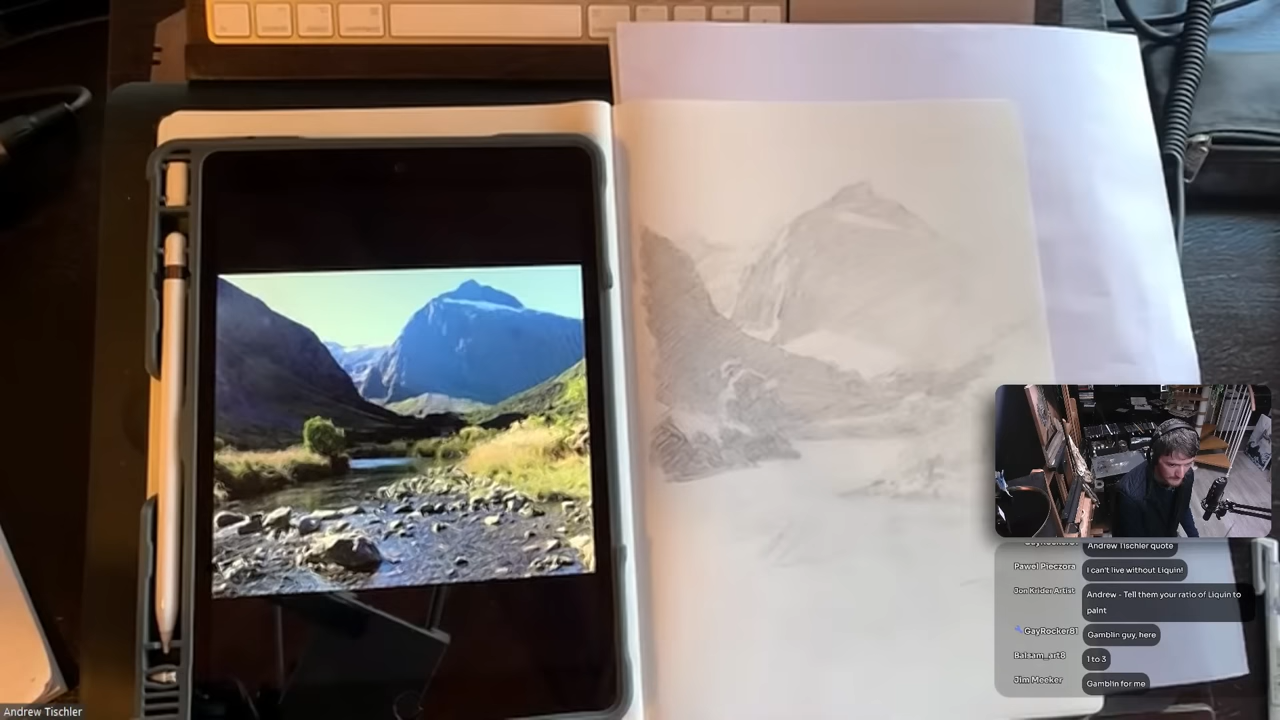 Andrew Tischler quote
Pawel Pieczora
I can't live without Liquin!
Jon Krider Artist
Andrew - Tell them your ratio of Liquin to
paint
GayRocker81
Gamblin guy, here
Balsam_art8
1 to 3
Jim Meeker
Gamblin for me
Andrew Tischler